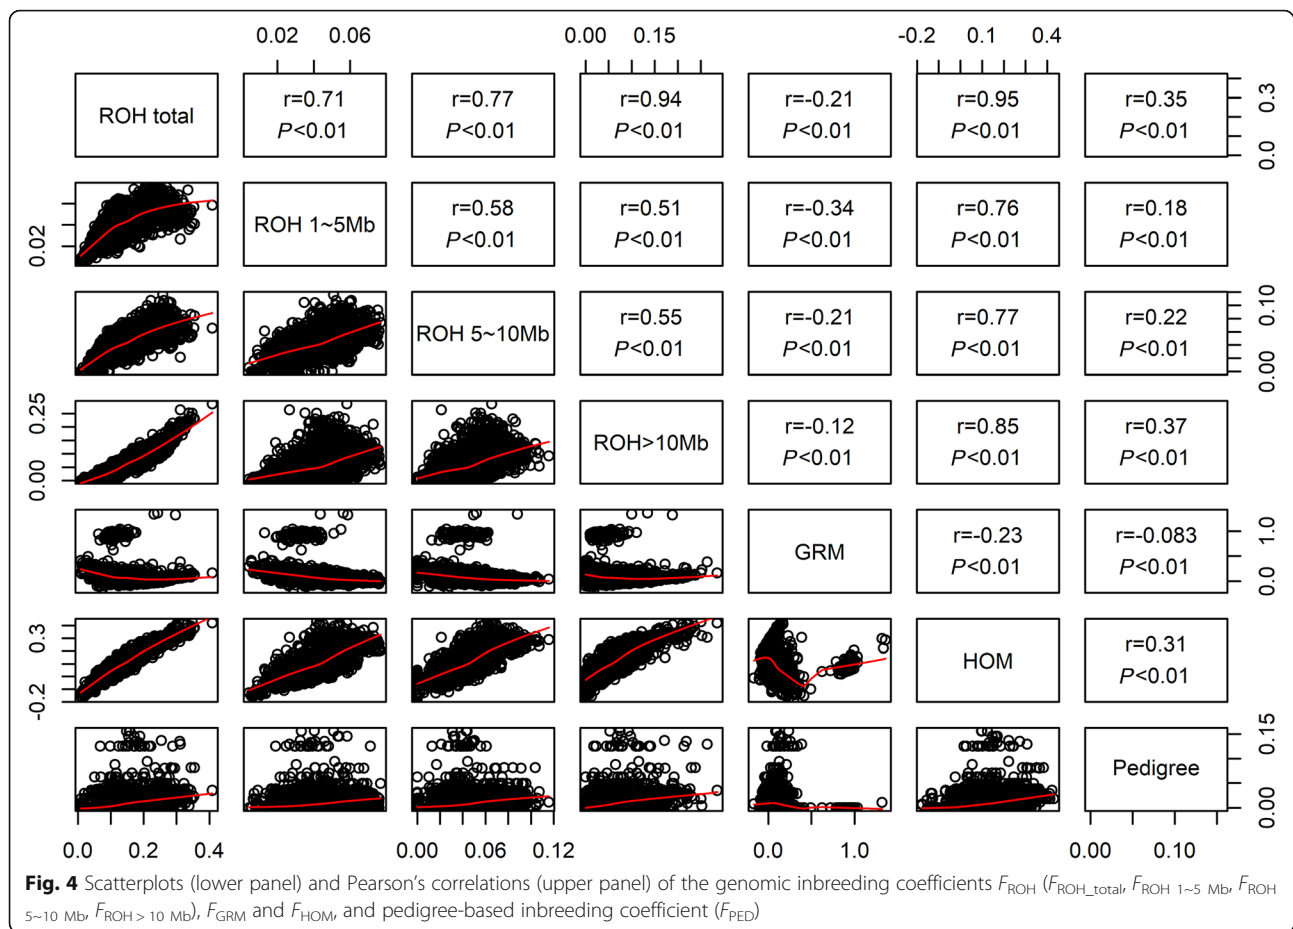 0.02 0.06 0.00 0.15 -0.2 0.1 0.4
ROH total r=0.71 r=0.77 r=0.94 r=-0.21 r=0.95 r=0.35
P<0.01 P<0.01 P<0.01 P<0.01 P<0.01 P<0.01
0.0 0.3
ROH 1~5Mb r=0.58 r=0.51 r=-0.34 r=0.76 r=0.18
P<0.01 P<0.01 P<0.01 P<0.01 P<0.01
0.02
ROH 5~10Mb r=0.55 r=-0.21 r=0.77 r=0.22
P<0.01 P<0.01 P<0.01 P<0.01
0.00 0.10
ROH>10Mb r=-0.12 r=0.85 r=0.37
P<0.01 P<0.01 P<0.01
0.00 0.25
GRM r=-0.23 r=-0.083
P<0.01 P<0.01
0.0 1.0
HOM r=0.31
P<0.01
-0.2 0.3
Pedigree
0.00 0.15
0.0 0.2 0.4 0.00 0.06 0.12 0.0 1.0 0.00 0.10
Fig. 4 Scatterplots (lower panel) and Pearson's correlations (upper panel) of the genomic inbreeding coefficients FROH (FROH_total, FROH 1~5 Mb, FROH
5~10 Mb, FROH > 10 Mb), FGRM and FHOM, and pedigree-based inbreeding coefficient (FPED)